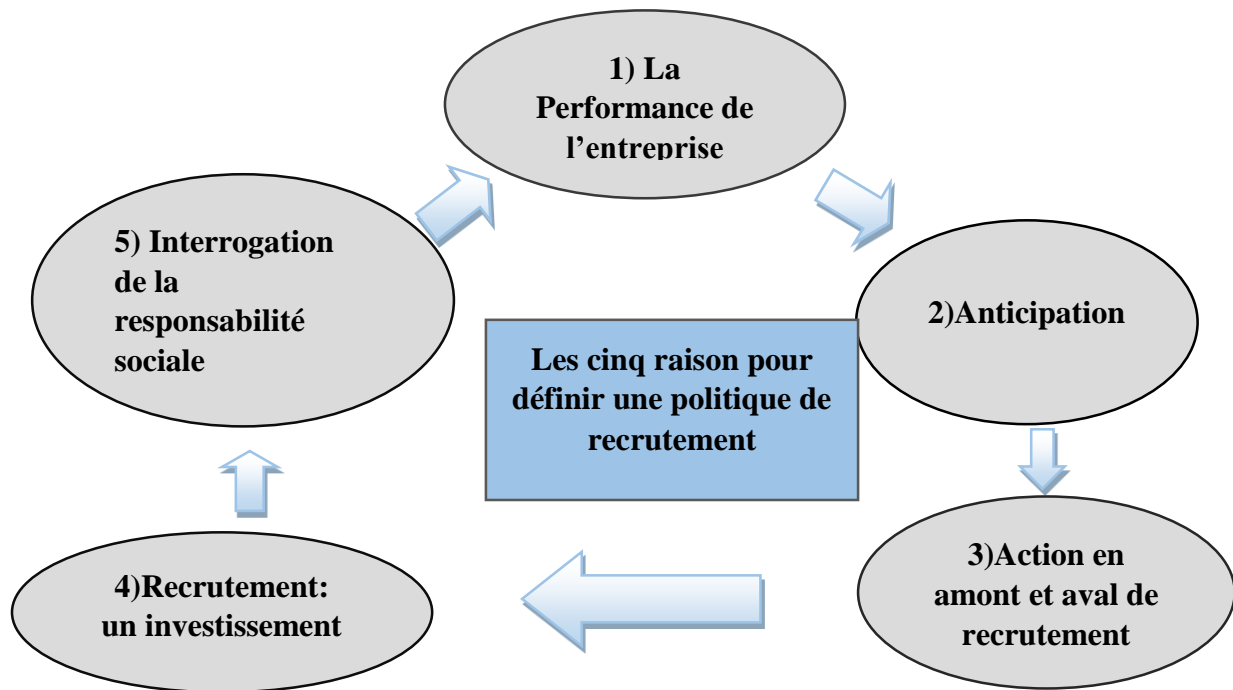 1) La
Performance de
l’entreprise
5) Interrogation
de la
responsabilité
sociale
2)Anticipation
Les cinq raison pour
définir une politique de
recrutement
4)Recrutement:
un investissement
3)Action en
amont et aval de
recrutement